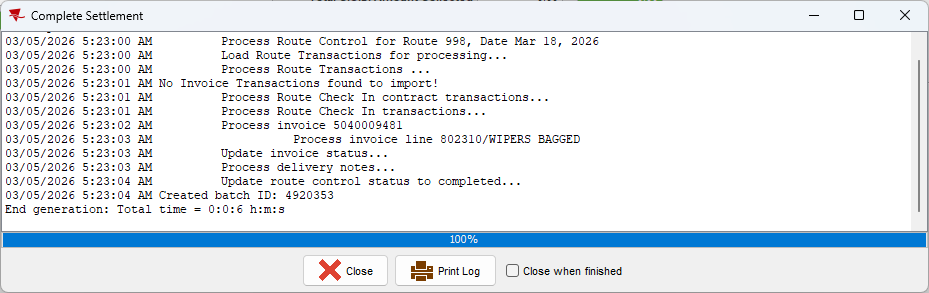 Complete Settlement
03/05/2026 5:23:00 AM Process Route Control for Route 998, Date Mar 18, 2026
03/05/2026 5:23:00 AM Load Route Transactions for processing...
03/05/2026 5:23:00 AM Process Route Transactions ...
03/05/2026 5:23:01 AM No Invoice Transactions found to import!
03/05/2026 5:23:01 AM Process Route Check In contract transactions...
03/05/2026 5:23:01 AM Process Route Check In transactions...
03/05/2026 5:23:02 AM Process invoice 5040009481
03/05/2026 5:23:03 AM Process invoice line 802310/WIPERS BAGGED
03/05/2026 5:23:03 AM Update invoice status...
03/05/2026 5:23:03 AM Process delivery notes...
03/05/2026 5:23:04 AM Update route control status to completed...
03/05/2026 5:23:04 AM Created batch ID: 4920353
End generation: Total time = 0:0:6 h:m:s
100%
Close
Print Log
Close when finished